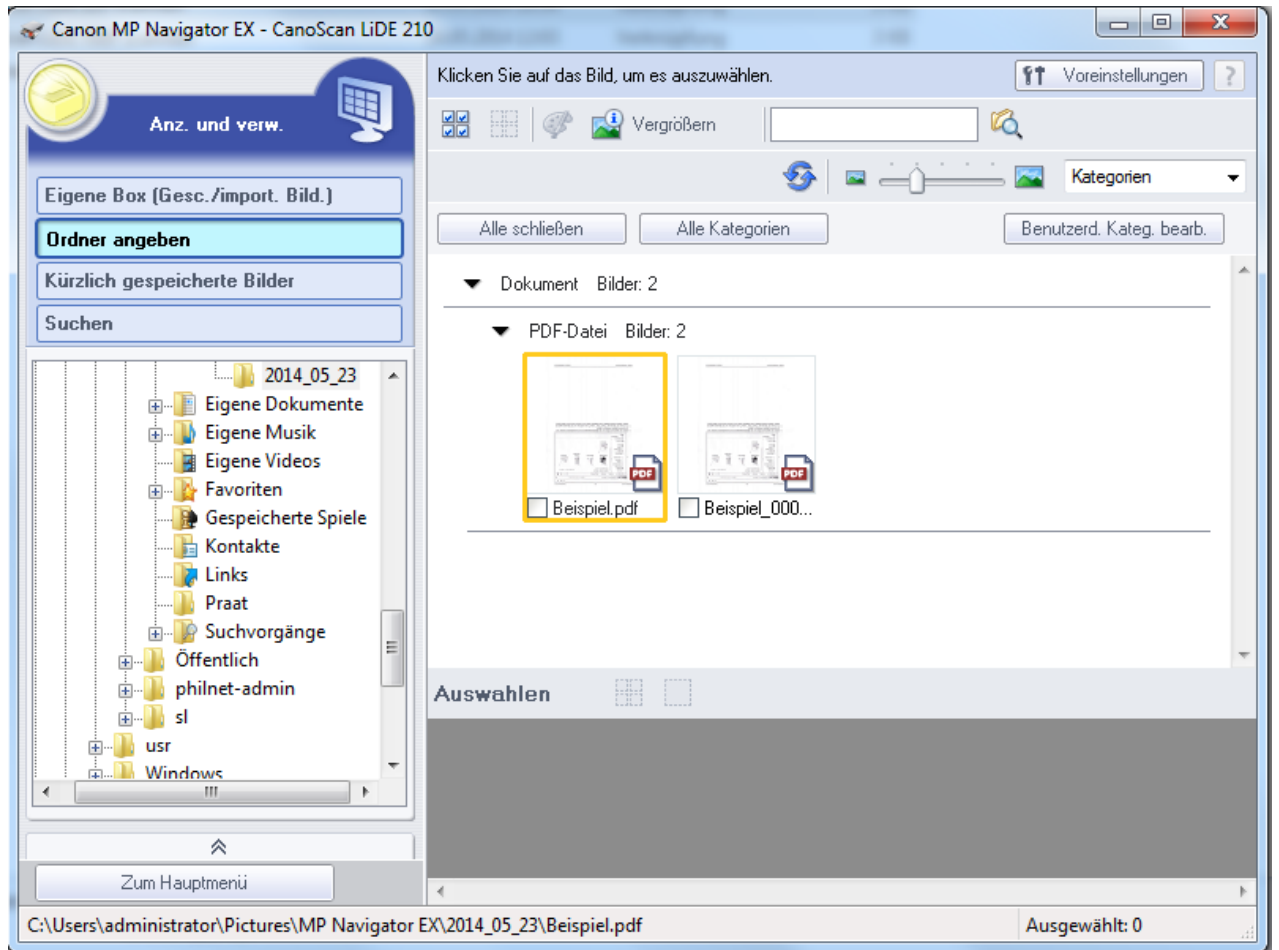 Canon MP Navigator EX - CanoScan LiDE 210
Anz. und verw.
Eigene Box (Gesc./import. Bild.)
Ordner angeben
Kürzlich gespeicherte Bilder
Suchen
2014_05_23
Eigene Dokumente
Eigene Musik
Eigene Videos
Favoriten
Gespeicherte Spiele
Kontakte
Links
Praat
Suchvorgänge
Öffentlich
philnet-admin
sl
usr
Windows
Zum Hauptmenü
Klicken Sie auf das Bild, um es auszuwählen.
Voreinstellungen ?
Vergrößern
Kategorien
Alle schließen Alle Kategorien Benutzerd. Kateg. bearb.
Dokument Bilder: 2
PDF-Datei Bilder: 2
PDF PDF
Beispiel.pdf Beispiel_000...
Auswahlen
C:\Users\administrator\Pictures\MP Navigator EX\2014_05_23\Beispiel.pdf Ausgewählt: 0